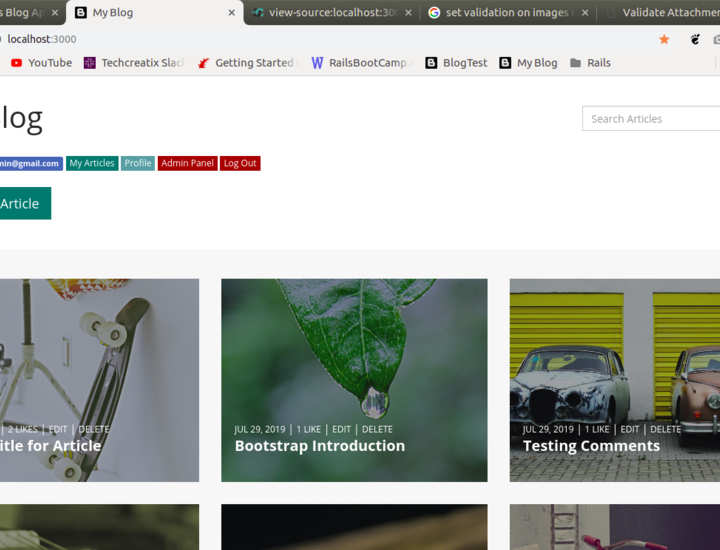 s Blog Ap
My Blog
view-source:localhost:30
set validation on images
Validate Attachmen
localhost:3000
YouTube
Techcreatix Slac
Getting Started
RailsBootCamp.
BlogTest
My Blog
Rails
log
Search Articles
min@gmail.com
My Articles
Profile
Admin Panel
Log Out
Article
| 2 LIKES | EDIT | DELETE
itle for Article
JUL 29, 2019 | 1 LIKE | EDIT | DELETE
Bootstrap Introduction
JUL 29, 2019 | 1 LIKE | EDIT | DELETE
Testing Comments